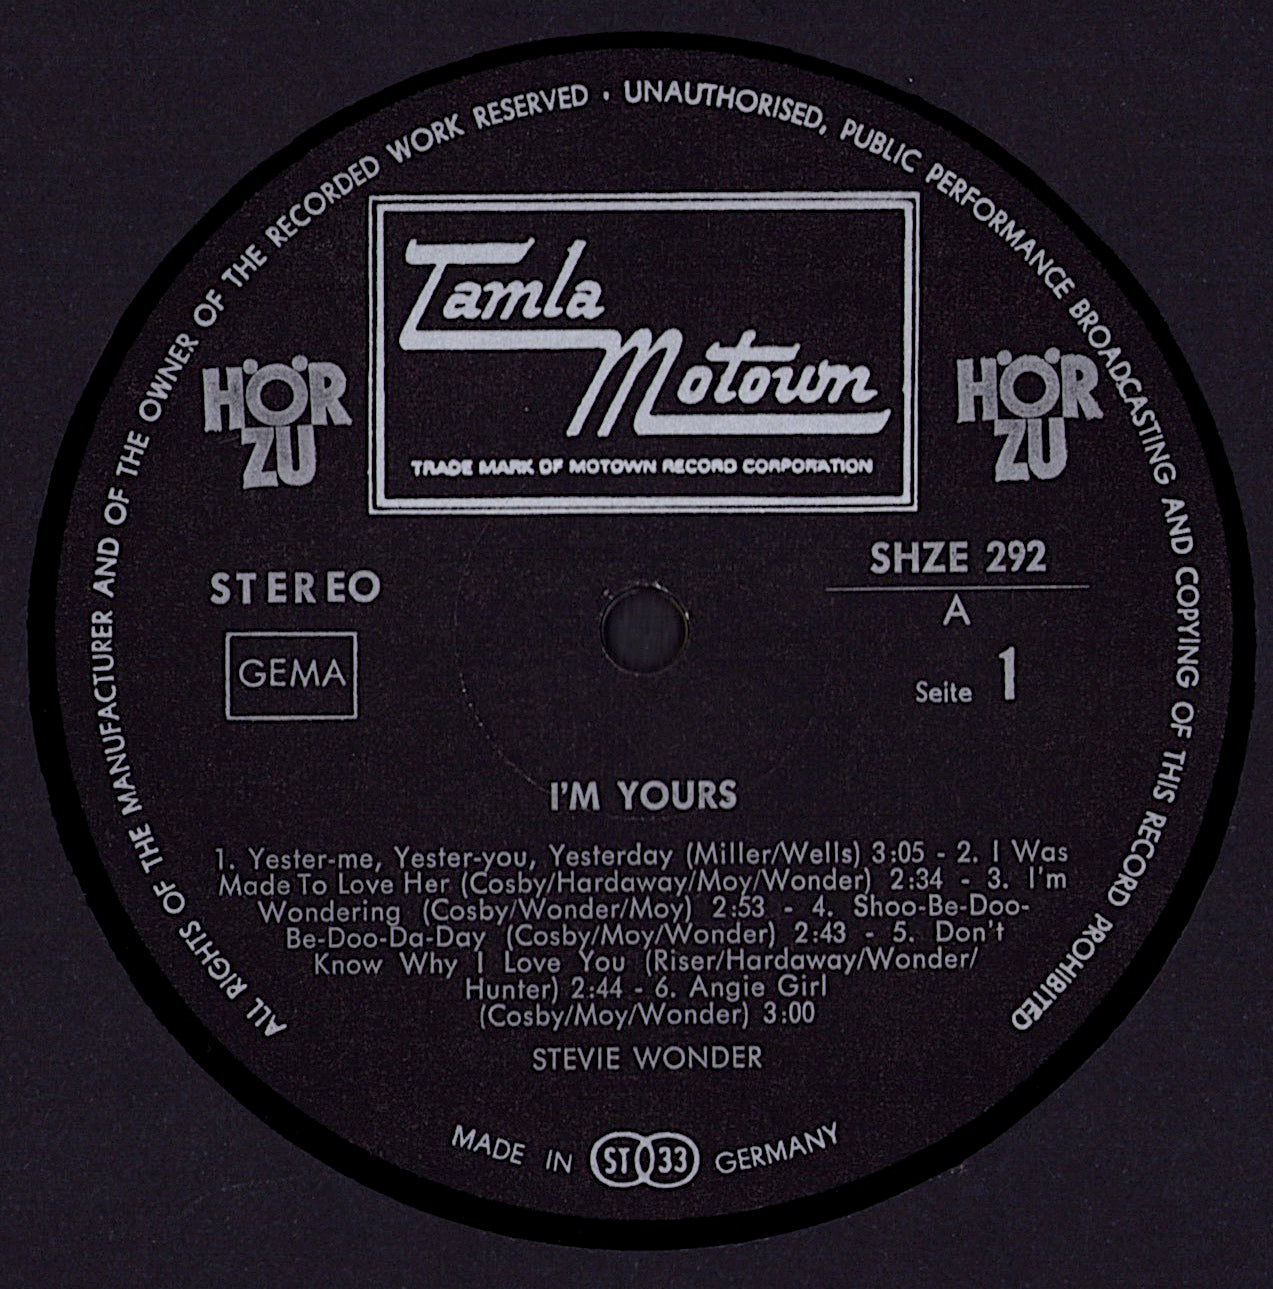 ALL RIGHTS OF THE MANUFACTURER AND OF THE OWNER OF THE RECORDED WORK RESERVED · UNAUTHORISED, PUBLIC PERFORMANCE BROADCASTING AND COPYING OF THIS RECORD PROHIBITED
Tamla
Motown
TRADE MARK OF MOTOWN RECORD CORPORATION
HÖR
ZU
HÖR
ZU
STEREO
GEMA
SHZE 292
A
Seite 1
I'M YOURS
1. Yester-me, Yester-you, Yesterday (Miller/Wells) 3:05 - 2. I Was
Made To Love Her (Cosby/Hardaway/Moy/Wonder) 2:34 - 3. I'm
Wondering (Cosby/Wonder/Moy) 2:53 - 4. Shoo-Be-Doo-
Be-Doo-Da-Day (Cosby/Moy/Wonder) 2:43 - 5. Don't
Know Why I Love You (Riser/Hardaway/Wonder/
Hunter) 2:44 - 6. Angie Girl
(Cosby/Moy/Wonder) 3:00
STEVIE WONDER
MADE IN ST 33 GERMANY